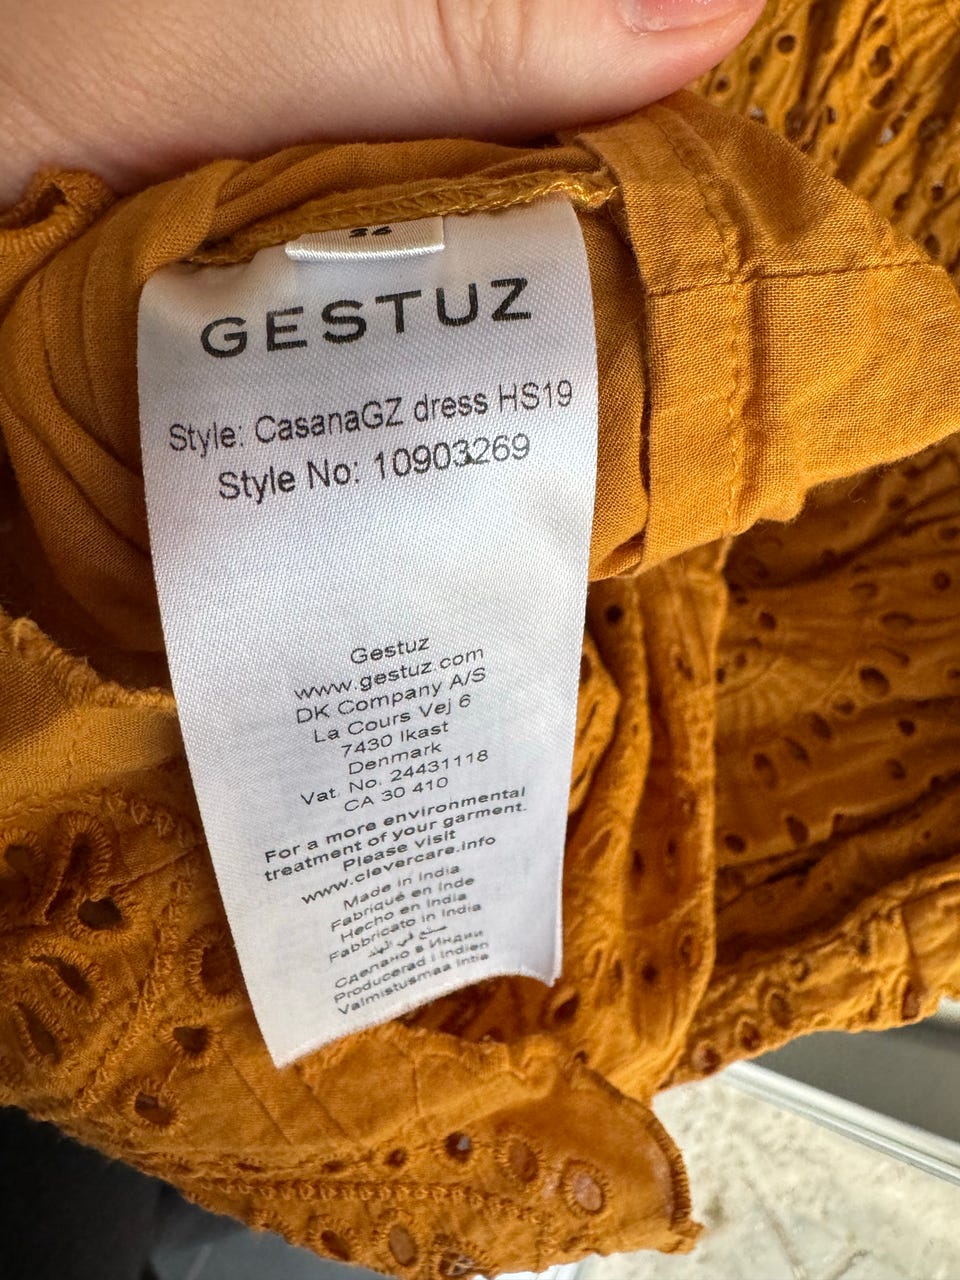 GESTUZ
Style: CasanaGZ dress HS19
Style No: 10903269
Gestuz
www.gestuz.com
DK Company A/S
La Cours Vej 6
7430 Ikast
Denmark
Vat. No. 24431118
CA 30 410
For a more environmental
treatment of your garment.
Please visit
www.clevercare.info
Made in India
Fabriqué en Inde
Hecho en India
Fabbricato in India
صنع في الهند
Сделано в Индии
Producerad i Indien
Valmistusmaa Intia